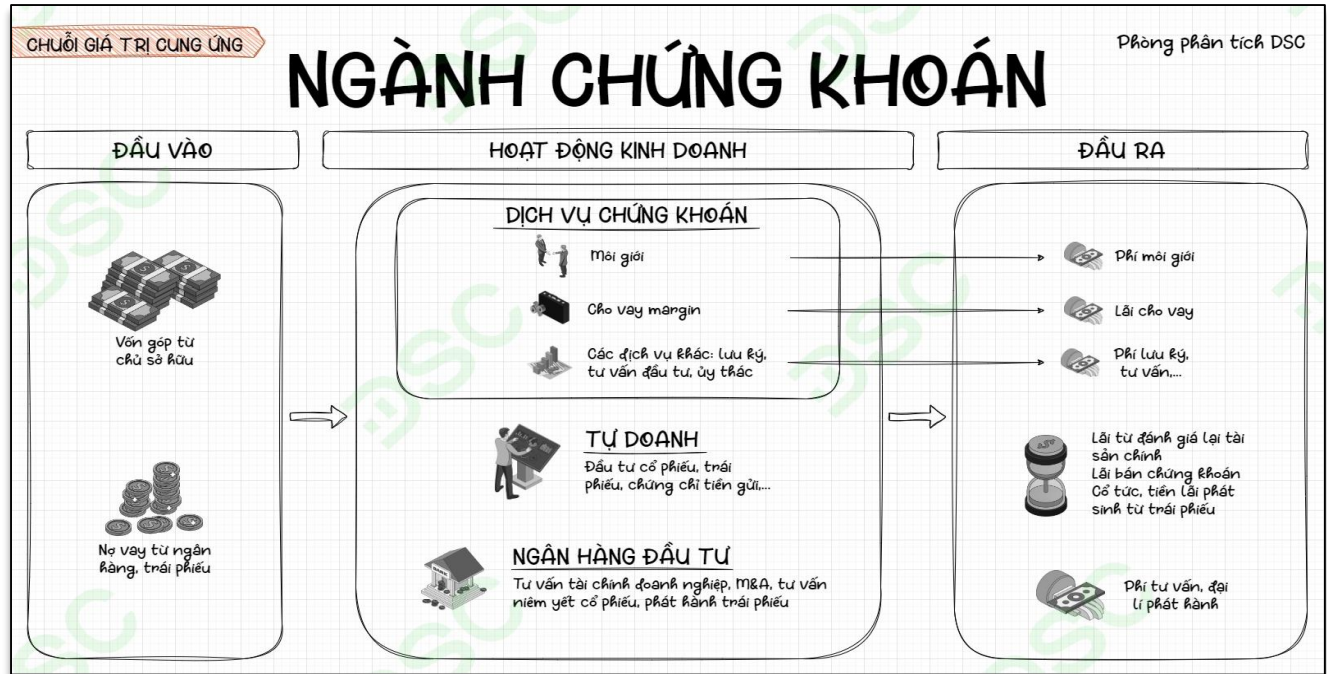 CHUỖI GIÁ TRỊ CUNG ỨNG
NGÀNH CHỨNG KHOÁN
Phòng phân tích DSC
ĐẦU VÀO
HOẠT ĐỘNG KINH DOANH
ĐẦU RA
Vốn góp từ
chủ sở hữu
Nợ vay từ ngân
hàng, trái phiếu
DỊCH VỤ CHỨNG KHOÁN
Môi giới
Cho vay margin
Các dịch vụ khác: lưu ký,
tư vấn đầu tư, ủy thác
TỰ DOANH
Đầu tư cổ phiếu, trái
phiếu, chứng chỉ tiền gửi,...
NGÂN HÀNG ĐẦU TƯ
Tư vấn tài chính doanh nghiệp, M&A, tư vấn
niêm yết cổ phiếu, phát hành trái phiếu
Phí môi giới
Lãi cho vay
Phí lưu ký,
tư vấn,...
Lãi từ đánh giá lại tài
sản chính
Lãi bán chứng khoán
Cổ tức, tiền lãi phát
sinh từ trái phiếu
Phí tư vấn, đại
lí phát hành
DSC
DSC
DSC
DSC
DSC
DSC